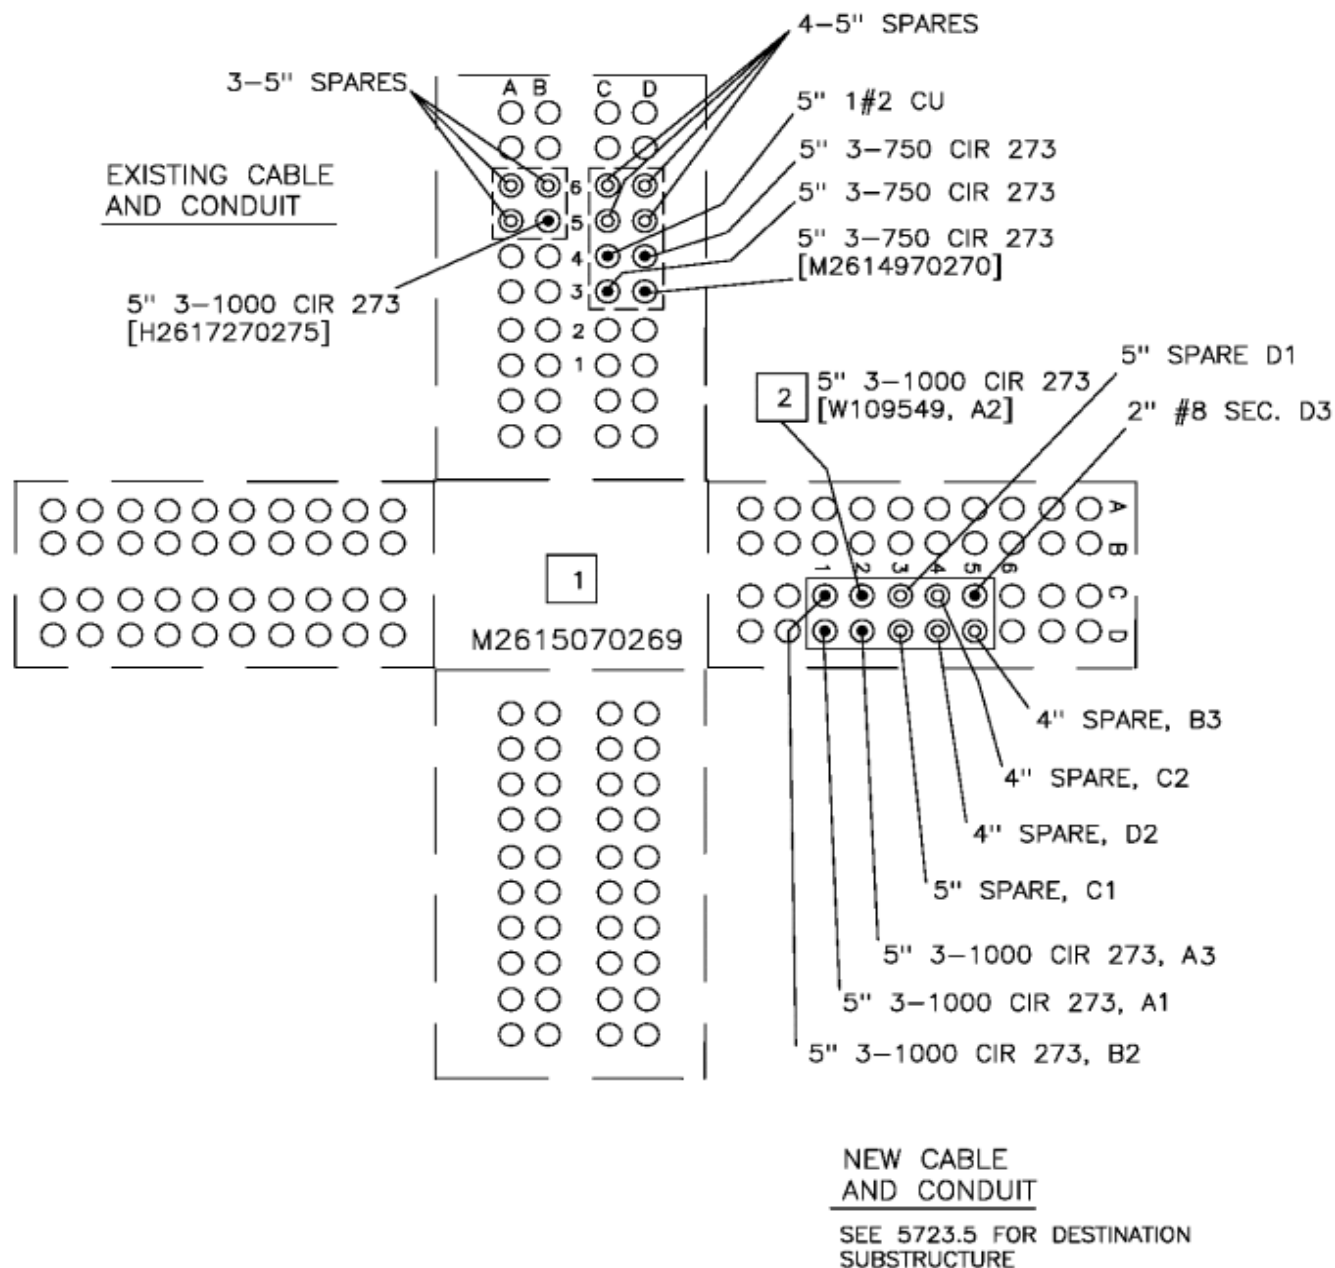 4-5" SPARES
3-5" SPARES
A B C D
5" 1#2 CU
5" 3-750 CIR 273
EXISTING CABLE
AND CONDUIT
6
5" 3-750 CIR 273
5
5" 3-750 CIR 273
[M2614970270]
4
3
5" 3-1000 CIR 273
[H2617270275]
2
1
5" SPARE D1
2
5" 3-1000 CIR 273
[W109549, A2]
2" #8 SEC. D3
A
B
1 2 3 4 5 6
C
D
1
M2615070269
4" SPARE, B3
4" SPARE, C2
4" SPARE, D2
5" SPARE, C1
5" 3-1000 CIR 273, A3
5" 3-1000 CIR 273, A1
5" 3-1000 CIR 273, B2
NEW CABLE
AND CONDUIT
SEE 5723.5 FOR DESTINATION
SUBSTRUCTURE